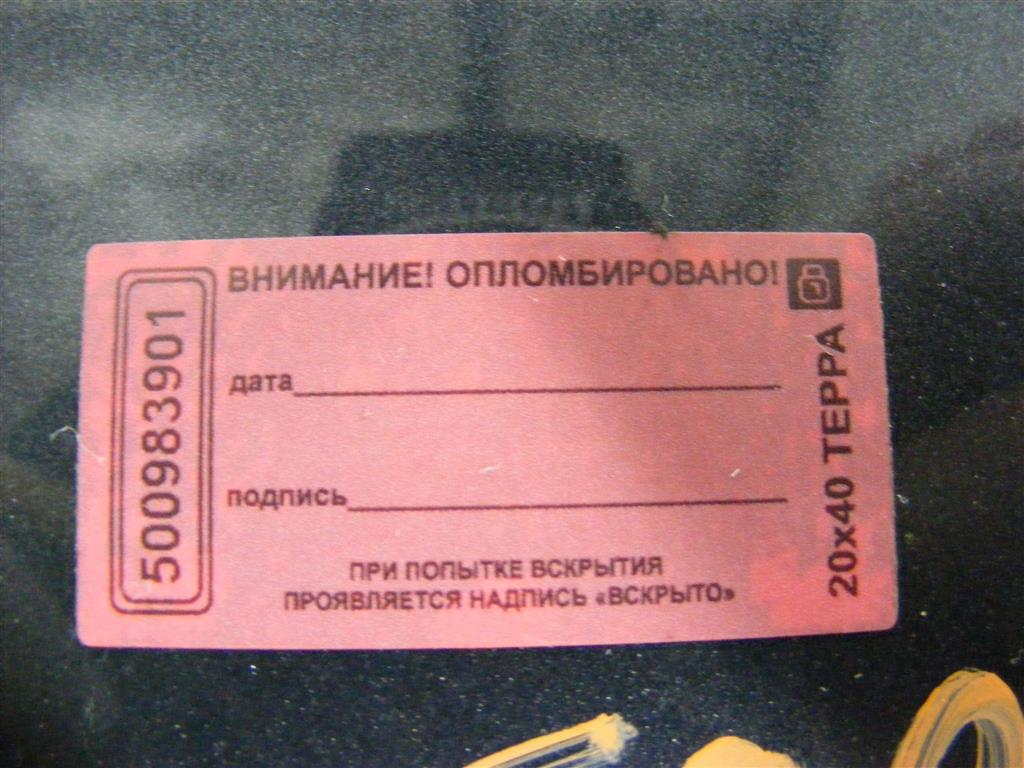 ВНИМАНИЕ! ОПЛОМБИРОВАНО!
500983901
дата
подпись
ПРИ ПОПЫТКЕ ВСКРЫТИЯ
ПРОЯВЛЯЕТСЯ НАДПИСЬ «ВСКРЫТО»
20x40 ТЕРРА